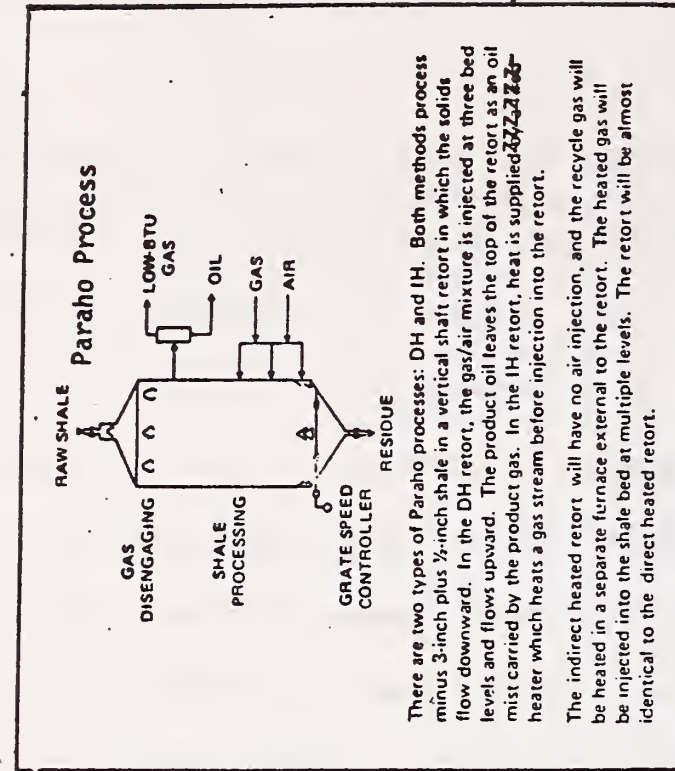 Paraho Process
RAW SHALE
GAS
DISENGAGING
LOW-BTU
GAS
OIL
SHALE
PROCESSING
GAS
AIR
GRATE SPEED
CONTROLLER
RESIDUE
There are two types of Paraho processes: DH and IH. Both methods process
minus 3-inch plus ½-inch shale in a vertical shaft retort in which the solids
flow downward. In the DH retort, the gas/air mixture is injected at three bed
levels and flows upward. The product oil leaves the top of the retort as an oil
mist carried by the product gas. In the IH retort, heat is supplied
heater which heats a gas stream before injection into the retort.
The indirect heated retort will have no air injection, and the recycle gas will
be heated in a separate furnace external to the retort. The heated gas will
be injected into the shale bed at multiple levels. The retort will be almost
identical to the direct heated retort.